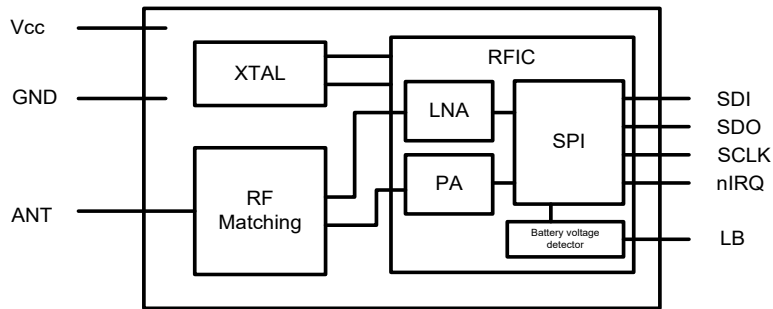 Vcc
GND
ANT
XTAL
RF
Matching
RFIC
LNA
PA
SPI
Battery voltage
detector
SDI
SDO
SCLK
nIRQ
LB